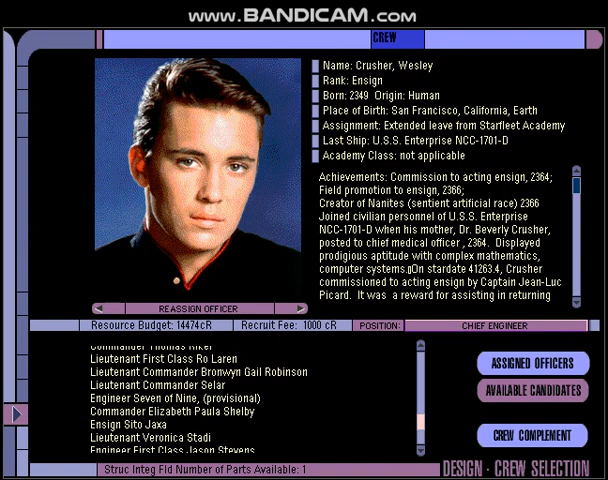 www.BANDICAM.com
CREW
Name: Crusher, Wesley
Rank: Ensign
Born: 2349 Origin: Human
Place of Birth: San Francisco, California, Earth
Assignment: Extended leave from Starfleet Academy
Last Ship: U.S.S. Enterprise NCC-1701-D
Academy Class: not applicable
Achievements: Commission to acting ensign, 2364;
Field promotion to ensign, 2366;
Creator of Nanites (sentient artificial race) 2366
Joined civilian personnel of U.S.S. Enterprise
NCC-1701-D when his mother, Dr. Beverly Crusher,
posted to chief medical officer , 2364. Displayed
prodigious aptitude with complex mathematics,
computer systems.▯On stardate 41263.4, Crusher
commissioned to acting ensign by Captain Jean-Luc
Picard. It was a reward for assisting in returning
REASSIGN OFFICER
Resource Budget: 14474cR Recruit Fee: 1000 cR POSITION: CHIEF ENGINEER
Commander Thomas Riker
Lieutenant First Class Ro Laren
Lieutenant Commander Bronwyn Gail Robinson
Lieutenant Commander Selar
Engineer Seven of Nine, (provisional)
Commander Elizabeth Paula Shelby
Ensign Sito Jaxa
Lieutenant Veronica Stadi
Engineer First Class Jason Stevens
ASSIGNED OFFICERS
AVAILABLE CANDIDATES
CREW COMPLEMENT
Struc Integ Fld Number of Parts Available: 1
DESIGN · CREW SELECTION